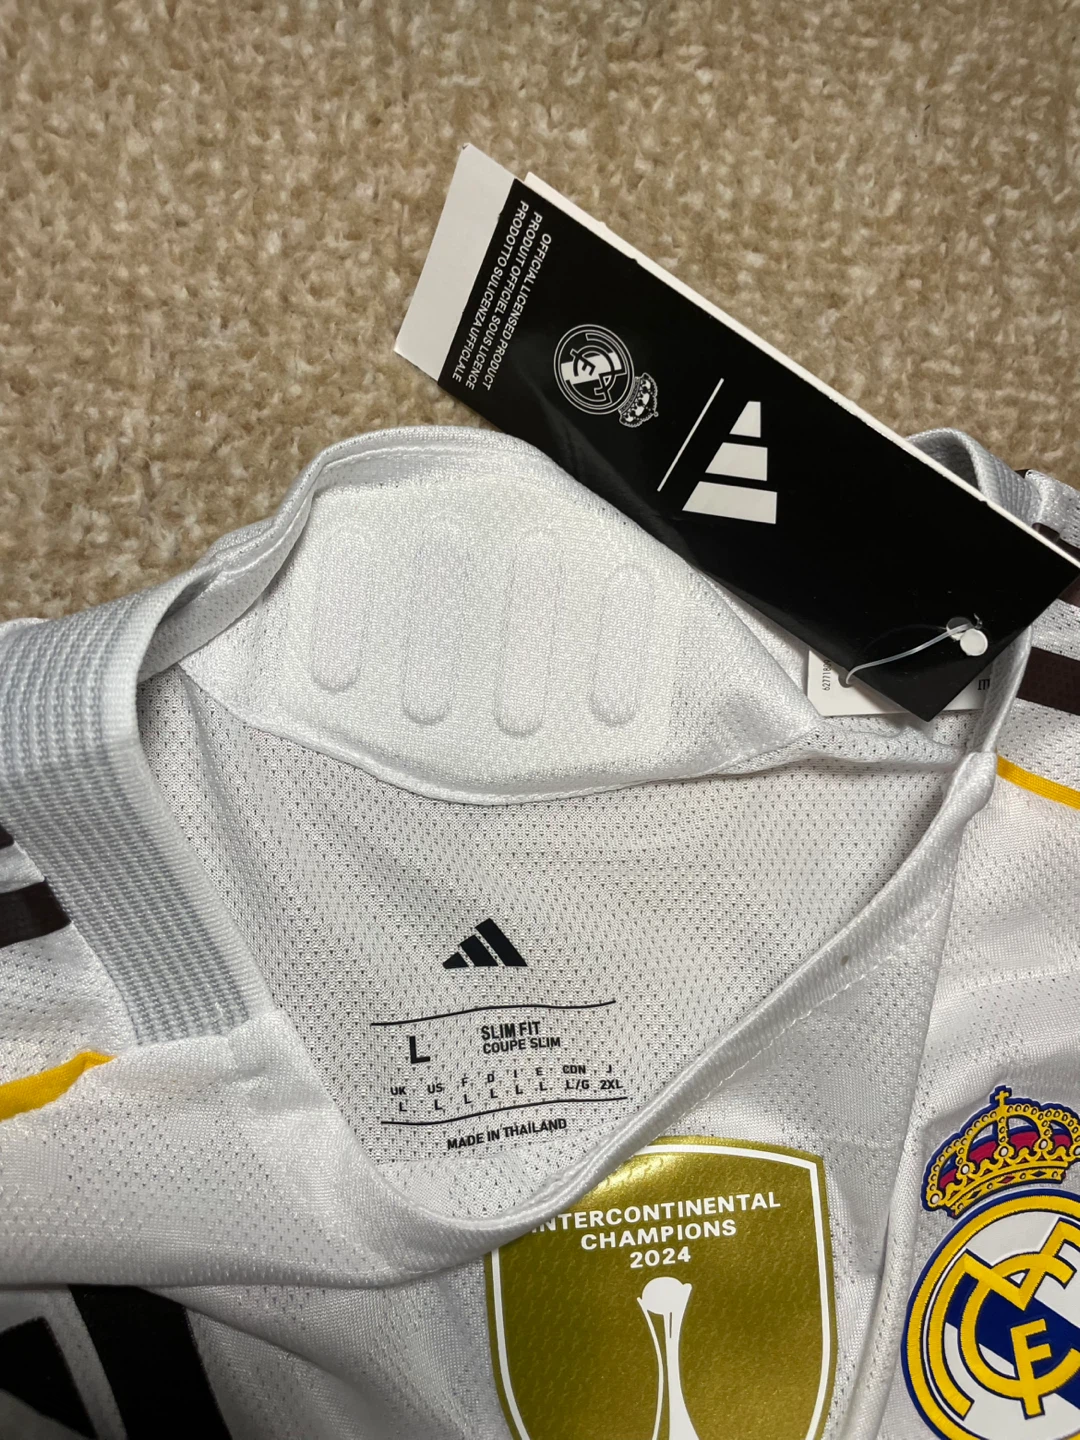 OFFICIAL LICENSED PRODUCT
PRODUIT OFFICIEL SOUS LICENCE
PRODOTTO SU LICENZA UFFICIALE
SLIM FIT
L COUPE SLIM
UK US F D I E CDN J
L L L L L L L/G 2XL
MADE IN THAILAND
INTERCONTINENTAL
CHAMPIONS
2024